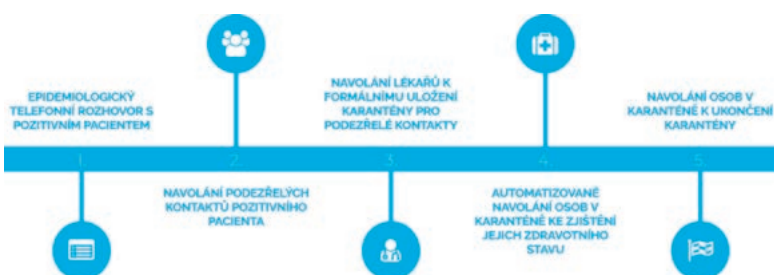 EPIDEMIOLOGICKÝ
TELEFONNÍ ROZHOVOR S
POZITIVNÍM PACIENTEM
1.
2.
NAVOLÁNÍ PODEZŘELÝCH
KONTAKTŮ POZITIVNÍHO
PACIENTA
NAVOLÁNÍ LÉKAŘŮ K
FORMÁLNÍMU ULOŽENÍ
KARANTÉNY PRO
PODEZŘELÉ KONTAKTY
3.
4.
AUTOMATIZOVANÉ
NAVOLÁNÍ OSOB V
KARANTÉNĚ KE ZJIŠTĚNÍ
JEJICH ZDRAVOTNÍHO
STAVU
NAVOLÁNÍ OSOB V
KARANTÉNĚ K UKONČENÍ
KARANTÉNY
5.